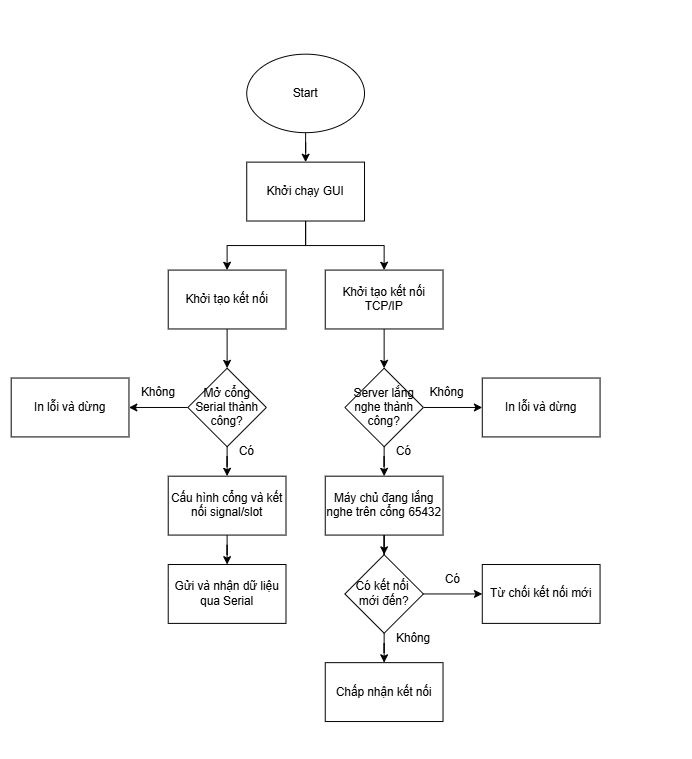 Start
Khởi chạy GUI
Khởi tạo kết nối
Khởi tạo kết nối
TCP/IP
Không
Mở cổng
Serial thành
công?
Server lắng
nghe thành
công?
Không
In lỗi và dừng
In lỗi và dừng
Có
Có
Cấu hình cổng và kết
nối signal/slot
Máy chủ đang lắng
nghe trên cổng 65432
Gửi và nhận dữ liệu
qua Serial
Có kết nối
mới đến?
Có
Từ chối kết nối mới
Không
Chấp nhận kết nối